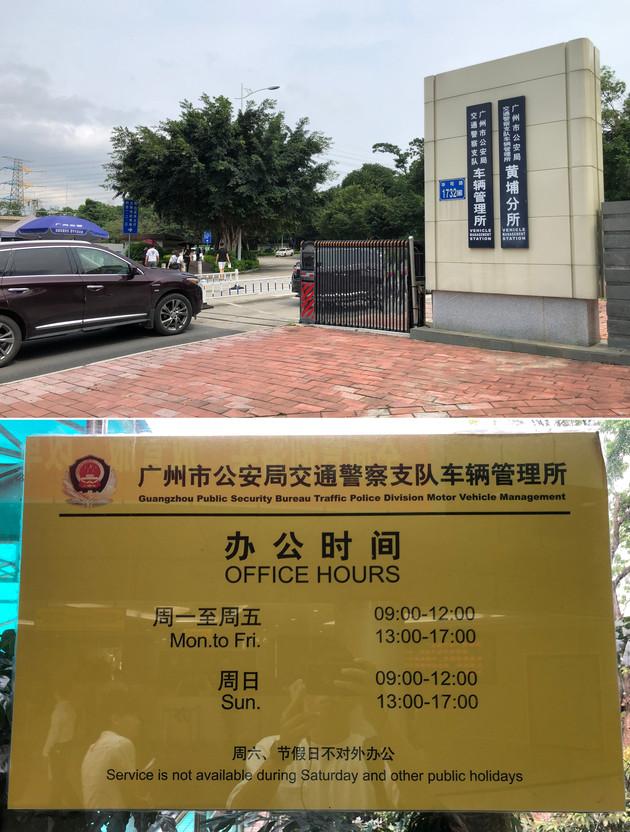 广州市公安局
交通警察支队 车辆管理所
VEHICLE
MANAGEMENT
STATION
广州市公安局
交通警察支队车辆管理所 黄埔分所
VEHICLE
MANAGEMENT
STATION
1732
广州市公安局交通警察支队车辆管理所
Guangzhou Public Security Bureau Traffic Police Division Motor Vehicle Management
办公时间
OFFICE HOURS
周一至周五 09:00-12:00
Mon.to Fri. 13:00-17:00
周日 09:00-12:00
Sun. 13:00-17:00
周六、节假日不对外办公
Service is not available during Saturday and other public holidays